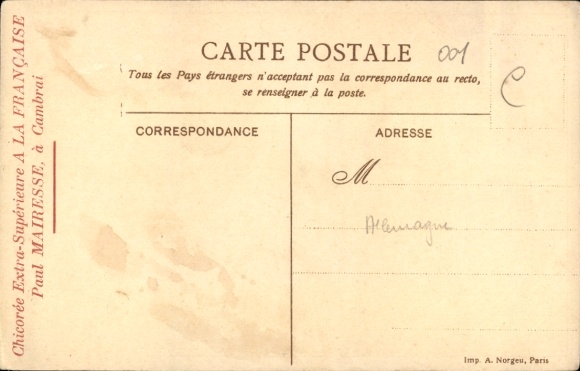 CARTE POSTALE
001
Tous les Pays étrangers n'acceptant pas la correspondance au recto,
se renseigner à la poste.
C
CORRESPONDANCE
ADRESSE
M
Allemagne
Imp. A. Norgeu, Paris
Chicorée Extra-Supérieure A LA FRANÇAISE
Paul MAIRESSE, à Cambrai